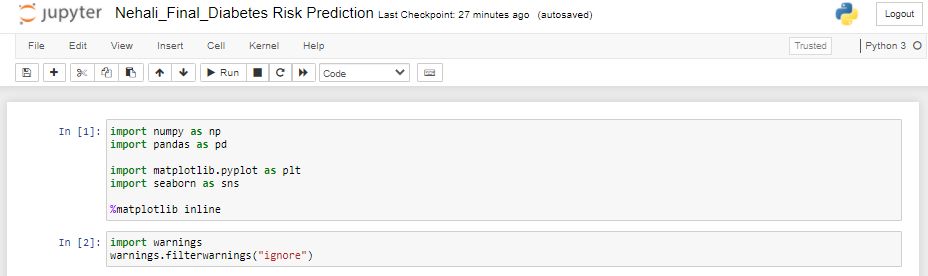 jupyter Nehali_Final_Diabetes Risk Prediction Last Checkpoint: 27 minutes ago (autosaved) Logout
File Edit View Insert Cell Kernel Help Trusted Python 3
Run Code
In [1]: import numpy as np
import pandas as pd
import matplotlib.pyplot as plt
import seaborn as sns
%matplotlib inline
In [2]: import warnings
warnings.filterwarnings("ignore")